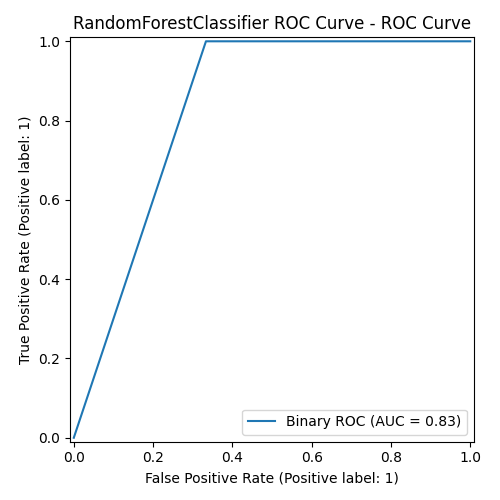 RandomForestClassifier ROC Curve - ROC Curve
1.0
0.8
0.6
0.4
0.2
0.0
True Positive Rate (Positive label: 1)
Binary ROC (AUC = 0.83)
0.0 0.2 0.4 0.6 0.8 1.0
False Positive Rate (Positive label: 1)